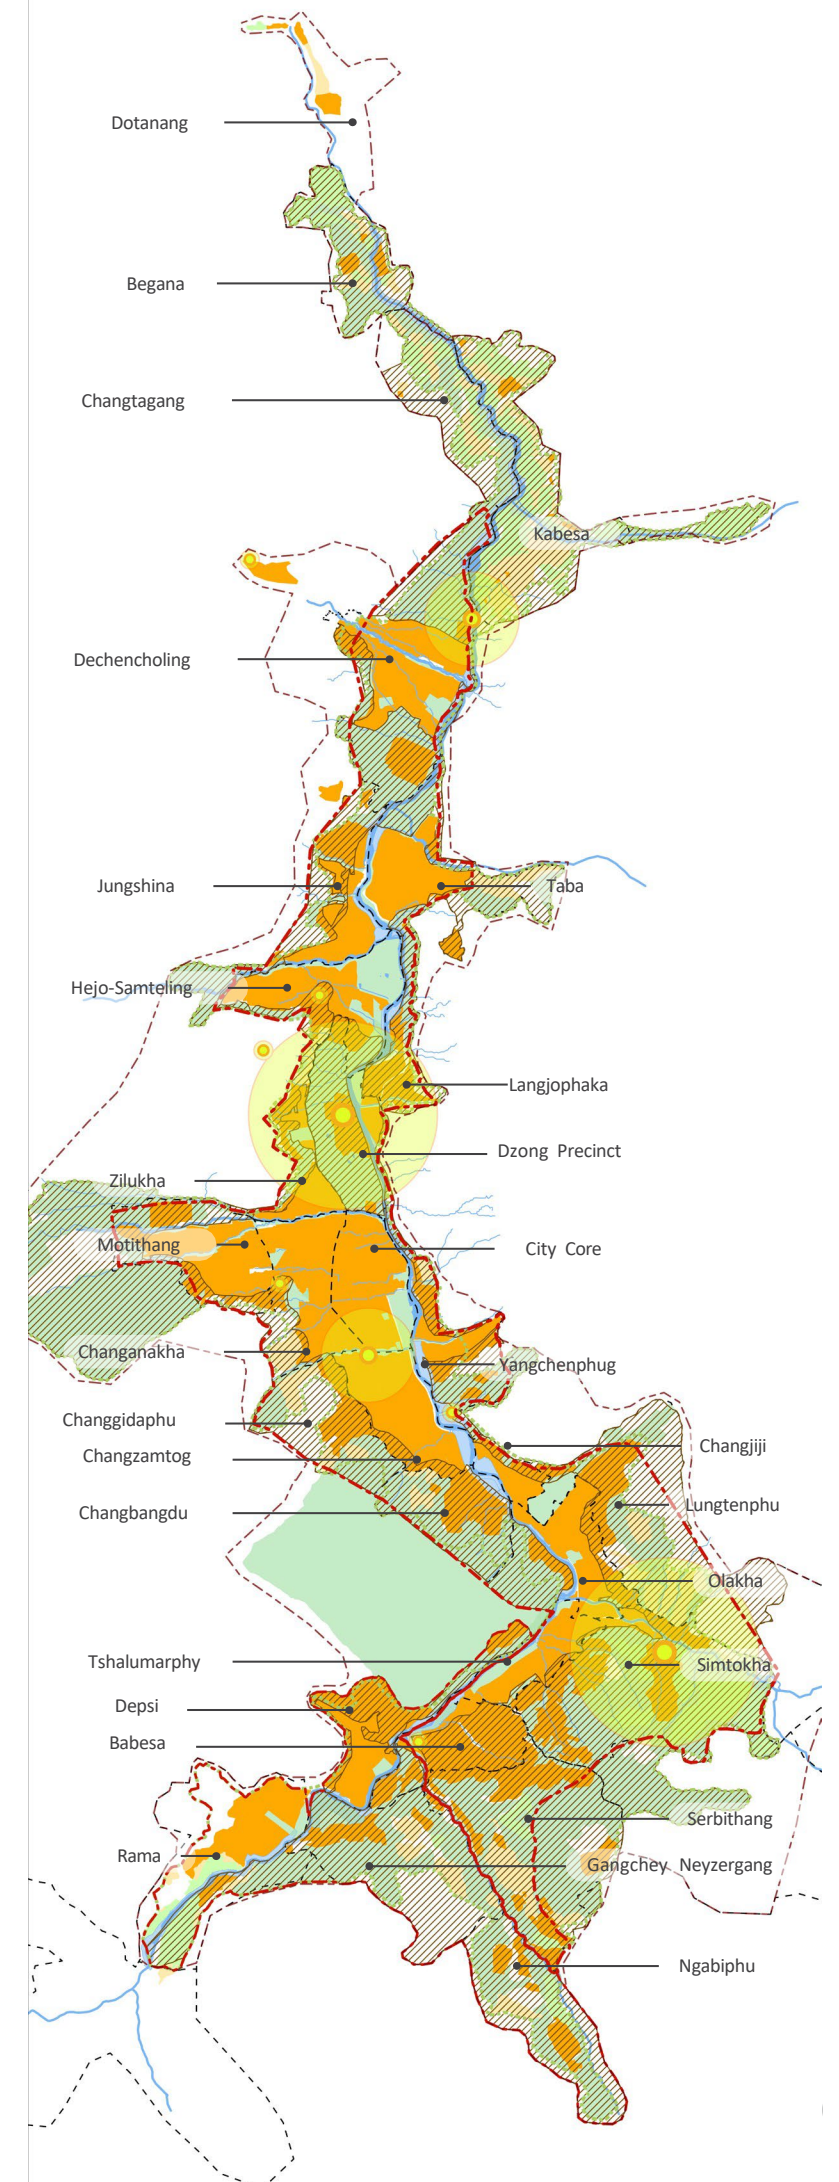 Dotanang
Begana
Changtagang
Kabesa
Dechencholing
Jungshina
Taba
Hejo-Samteling
Langjophaka
Dzong Precinct
Zilukha
Motithang
City Core
Changanakha
Yangchenphug
Changgidaphu
Changjiji
Changzamtog
Lungtenphu
Changbangdu
Olakha
Tshalumarphy
Simtokha
Depsi
Babesa
Serbithang
Rama
Gangchey Neyzergang
Ngabiphu